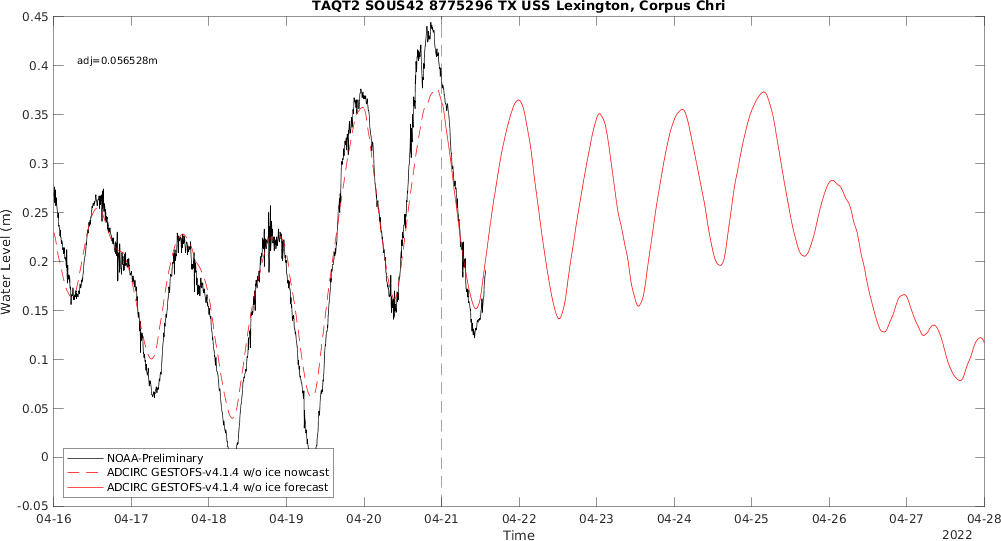 TAQT2 SOUS42 8775296 TX USS Lexington, Corpus Chri
0.45
adj=0.056528m
0.4
0.35
0.3
0.25
0.2
0.15
0.1
0.05
0
-0.05
Water Level (m)
NOAA-Preliminary
ADCIRC GESTOFS-v4.1.4 w/o ice nowcast
ADCIRC GESTOFS-v4.1.4 w/o ice forecast
04-16 04-17 04-18 04-19 04-20 04-21 04-22 04-23 04-24 04-25 04-26 04-27 04-28
Time
2022